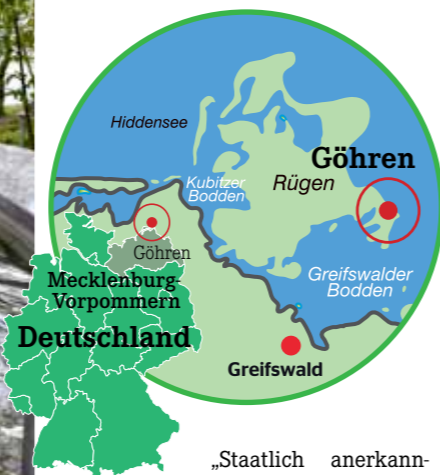 Hiddensee
Göhren
Kubitzer
Bodden
Rügen
Göhren
Greifswalder
Bodden
Mecklenburg-
Vorpommern
Deutschland
Greifswald
„Staatlich anerkann-